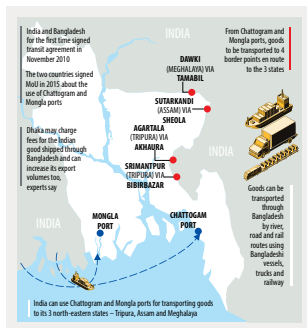 India and Bangladesh
for the first time signed
transit agreement in
November 2010
The two countries signed
MoU in 2015 about the
use of Chattogram and
Mongla ports
Dhaka may charge
fees for the Indian
good shipped through
Bangladesh and can
increase its export
volumes too,
experts say
INDIA
From Chattogram and
Mongla ports, goods
to be transported to 4
border points en route
to the 3 states
DAWKI
(MEGHALAYA) VIA
TAMABIL
SUTARKANDI
(ASSAM) VIA
SHEOLA
AGARTALA
(TRIPURA) VIA
AKHAURA
SRIMANTPUR
(TRIPURA) VIA
BIBIRBAZAR
INDIA
Goods can be
transported
through
Bangladesh
by river,
road and rail
routes using
Bangladeshi
vessels,
trucks and
railway
INDIA
MONGLA
PORT
CHATTOGAM
PORT
India can use Chattogram and Mongla ports for transporting goods
to its 3 north-eastern states – Tripura, Assam and Meghalaya